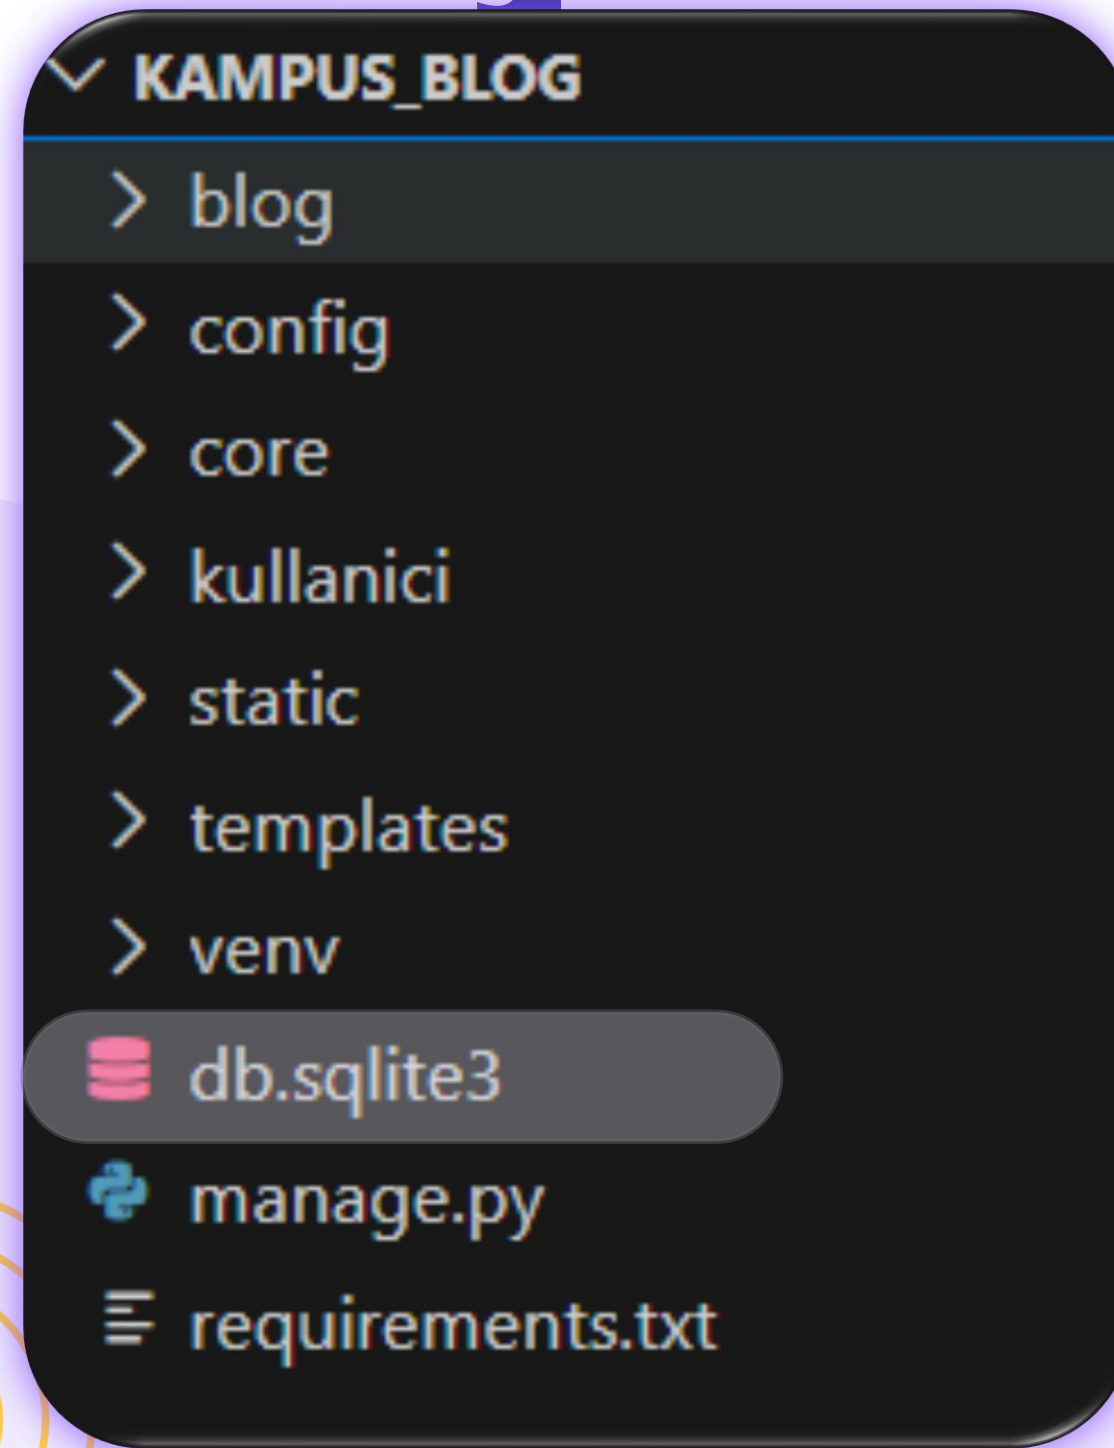 KAMPUS_BLOG
blog
config
core
kullanici
static
templates
venv
db.sqlite3
manage.py
requirements.txt